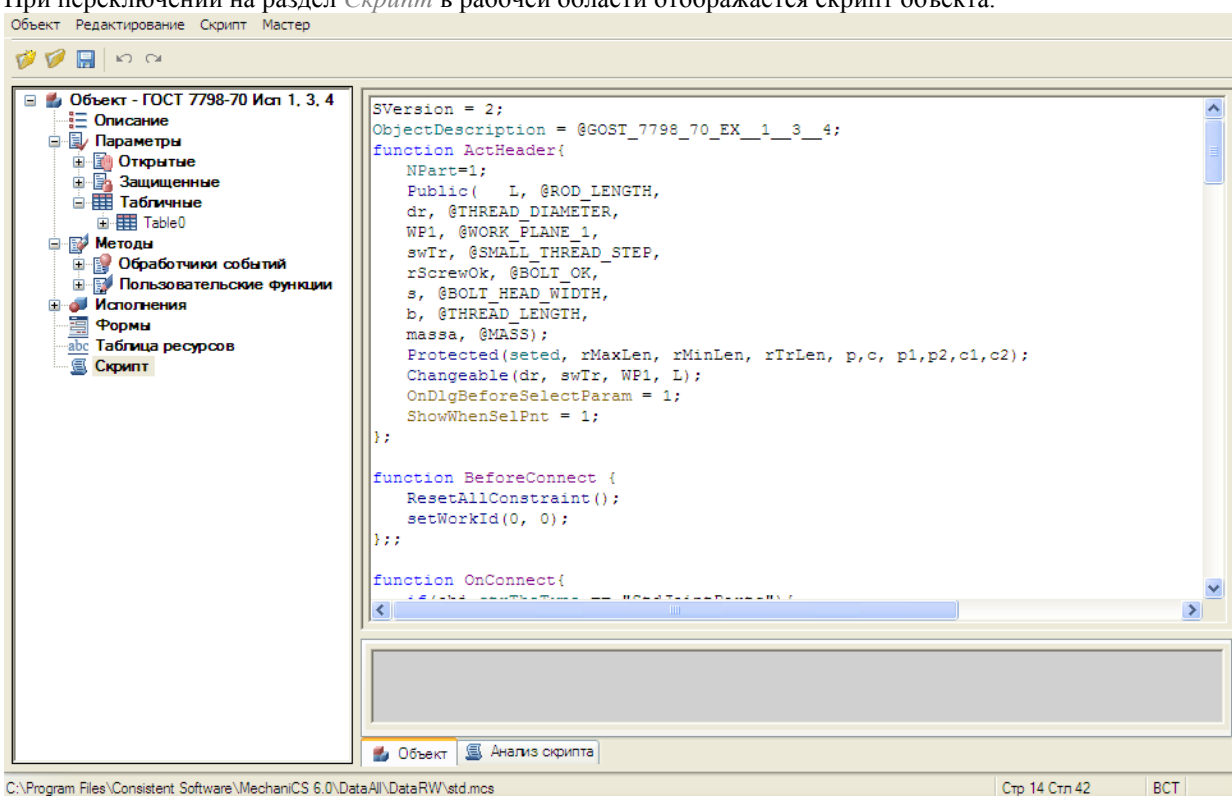 При переключении на раздел Скрипт в рабочей области отображается скрипт объекта.
Объект Редактирование Скрипт Мастер
Объект - ГОСТ 7798-70 Исп 1, 3, 4
Описание
Параметры
Открытые
Защищенные
Табличные
Table0
Методы
Обработчики событий
Пользовательские функции
Исполнения
Формы
abc Таблица ресурсов
Скрипт
SVersion = 2;
ObjectDescription = @GOST_7798_70_EX__1__3__4;
function ActHeader{
NPart=1;
Public( L, @ROD_LENGTH,
dr, @THREAD_DIAMETER,
WP1, @WORK_PLANE_1,
swTr, @SMALL_THREAD_STEP,
rScrewOk, @BOLT_OK,
s, @BOLT_HEAD_WIDTH,
b, @THREAD_LENGTH,
massa, @MASS);
Protected(seted, rMaxLen, rMinLen, rTrLen, p,c, p1,p2,c1,c2);
Changeable(dr, swTr, WP1, L);
OnDlgBeforeSelectParam = 1;
ShowWhenSelPnt = 1;
};
function BeforeConnect {
ResetAllConstraint();
setWorkId(0, 0);
};;
function OnConnect{
Объект Анализ скрипта
C:\Program Files\Consistent Software\MechaniCS 6.0\DataAll\DataRW\std.mcs Стр 14 Стл 42 ВСТ